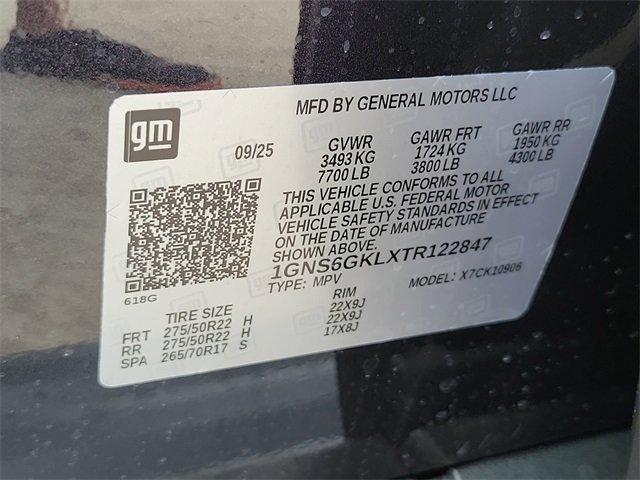 MFD BY GENERAL MOTORS LLC
gm
09/25
GVWR
3493 KG
7700 LB
GAWR FRT
1724 KG
3800 LB
GAWR RR
1950 KG
4300 LB
THIS VEHICLE CONFORMS TO ALL
APPLICABLE U.S. FEDERAL MOTOR
VEHICLE SAFETY STANDARDS IN EFFECT
ON THE DATE OF MANUFACTURE
SHOWN ABOVE.
1GNS6GKLXTR122847
TYPE: MPV MODEL: X7CK10906
618G
TIRE SIZE RIM
FRT 275/50R22 H 22X9J
RR 275/50R22 H 22X9J
SPA 265/70R17 S 17X8J